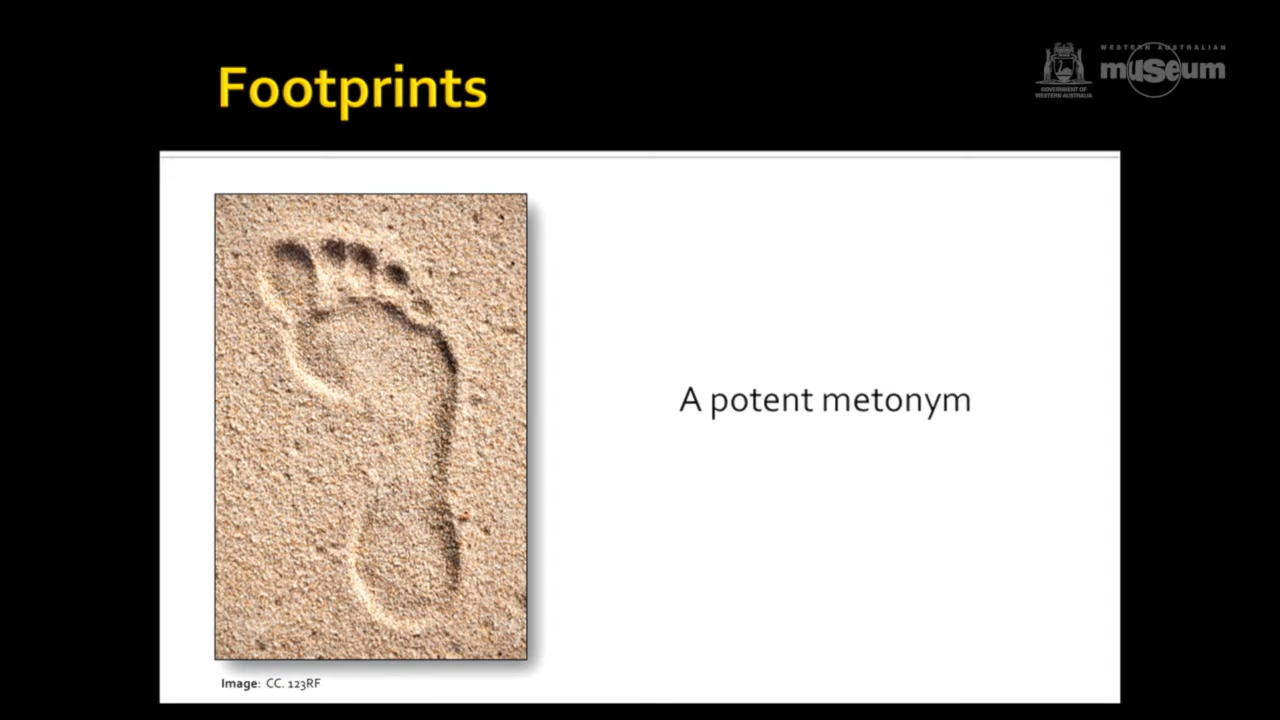 Footprints
GOVERNMENT OF
WESTERN AUSTRALIA
WESTERN AUSTRALIAN
museum
A potent metonym
Image: CC. 123RF